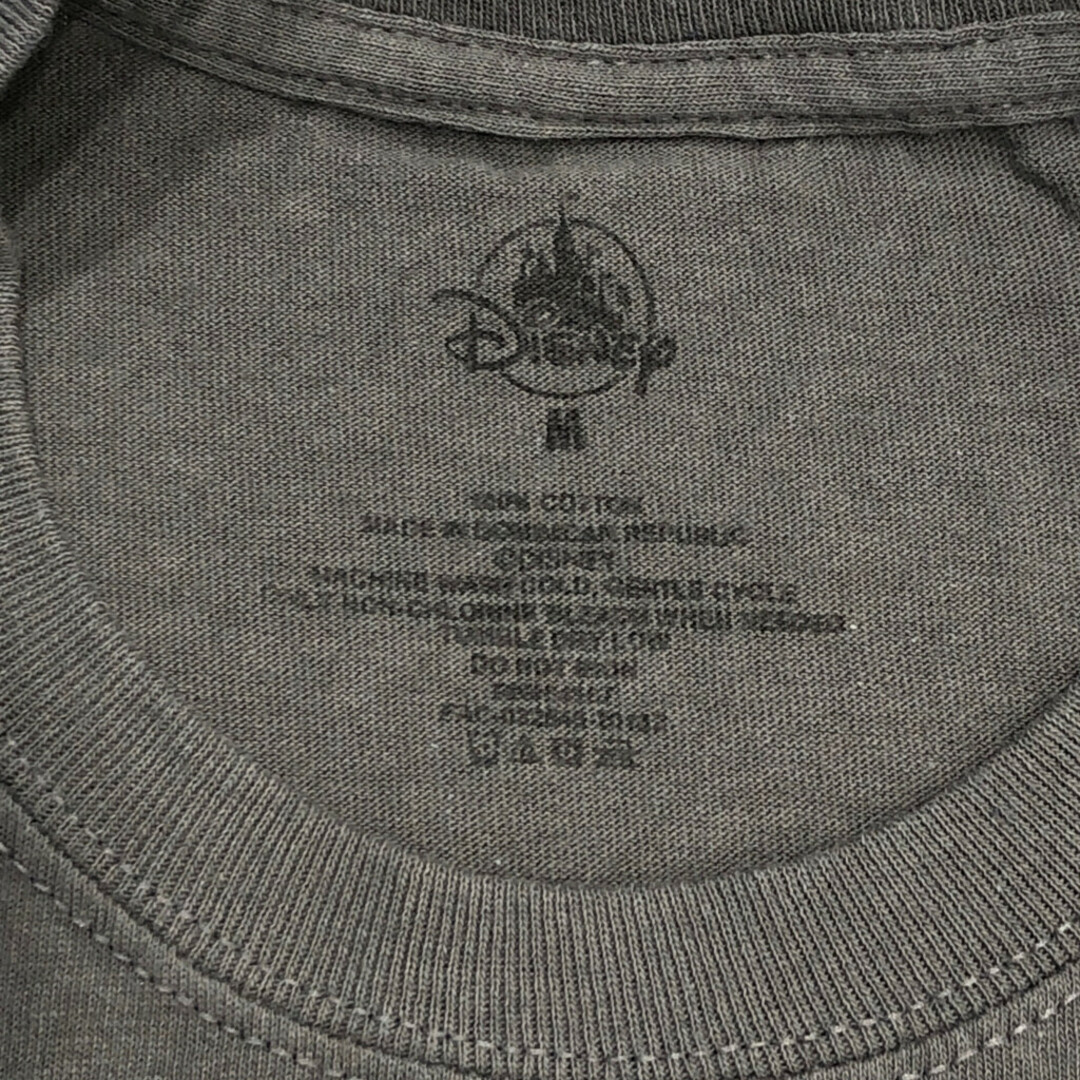 Disney
M
100% COTTON
MADE IN DOMINICAN REPUBLIC
©DISNEY
MACHINE WASH COLD, GENTLE CYCLE
ONLY NON-CHLORINE BLEACH WHEN NEEDED
TUMBLE DRY LOW
DO NOT IRON